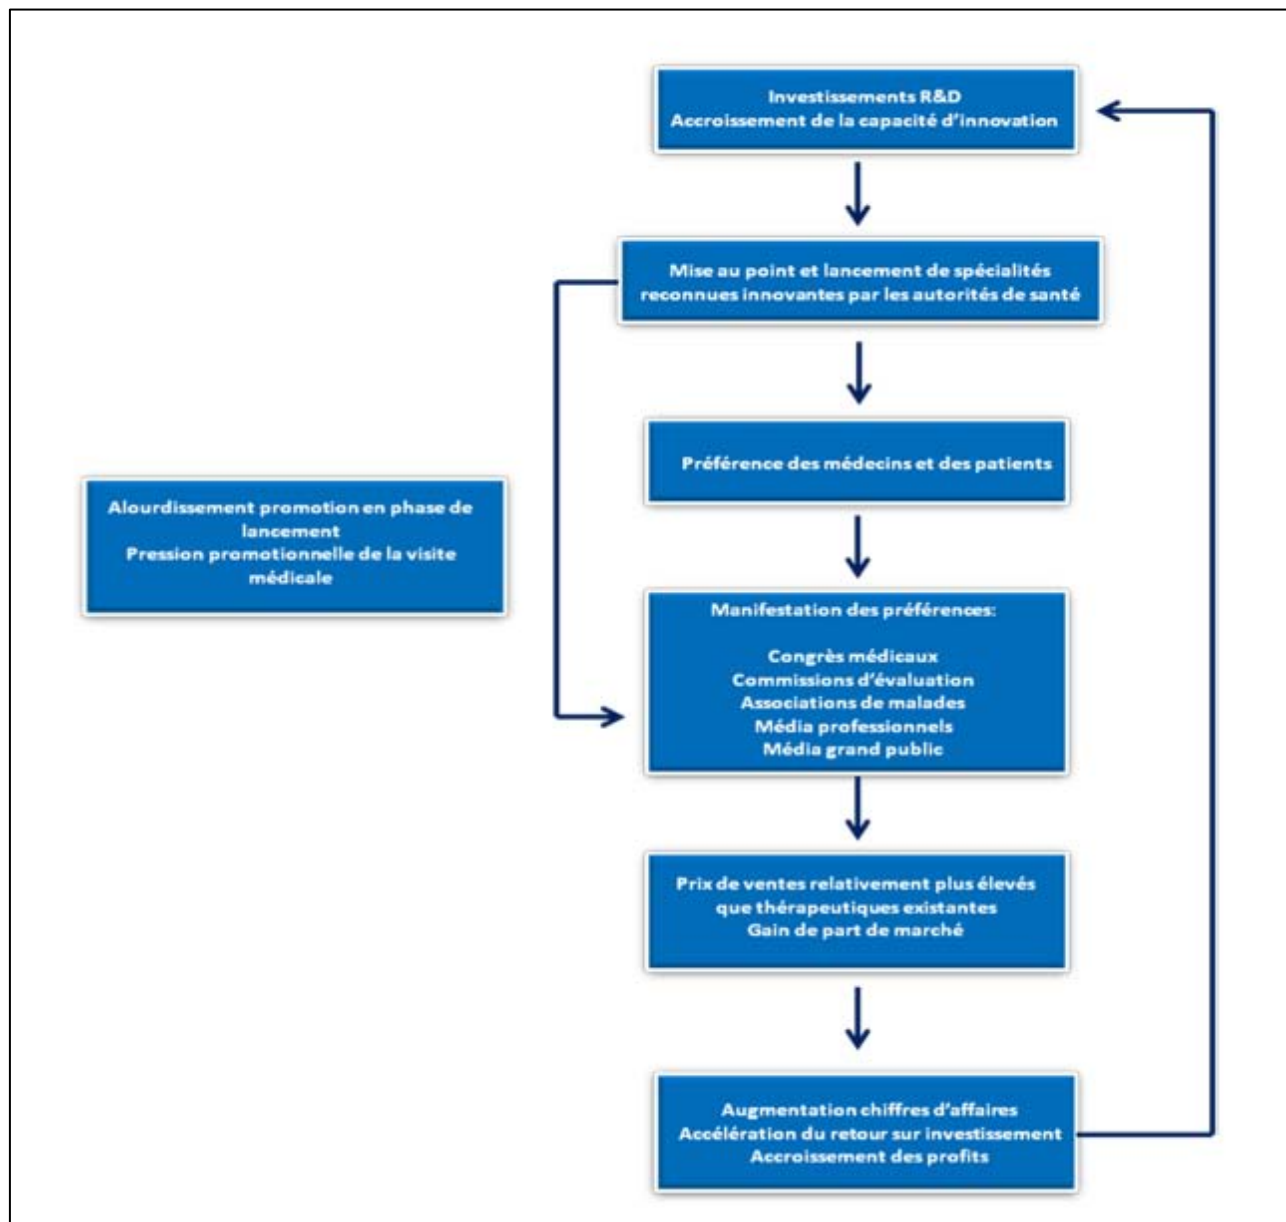 Investissements R&D
Accroissement de la capacité d'innovation
Mise au point et lancement de spécialités
reconnues innovantes par les autorités de santé
Préférence des médecins et des patients
Alourdissement promotion en phase de
lancement
Pression promotionnelle de la visite
médicale
Manifestation des préférences:
Congrès médicaux
Commissions d'évaluation
Associations de malades
Média professionnels
Média grand public
Prix de ventes relativement plus élevés
que thérapeutiques existantes
Gain de part de marché
Augmentation chiffres d'affaires
Accélération du retour sur investissement
Accroissement des profits